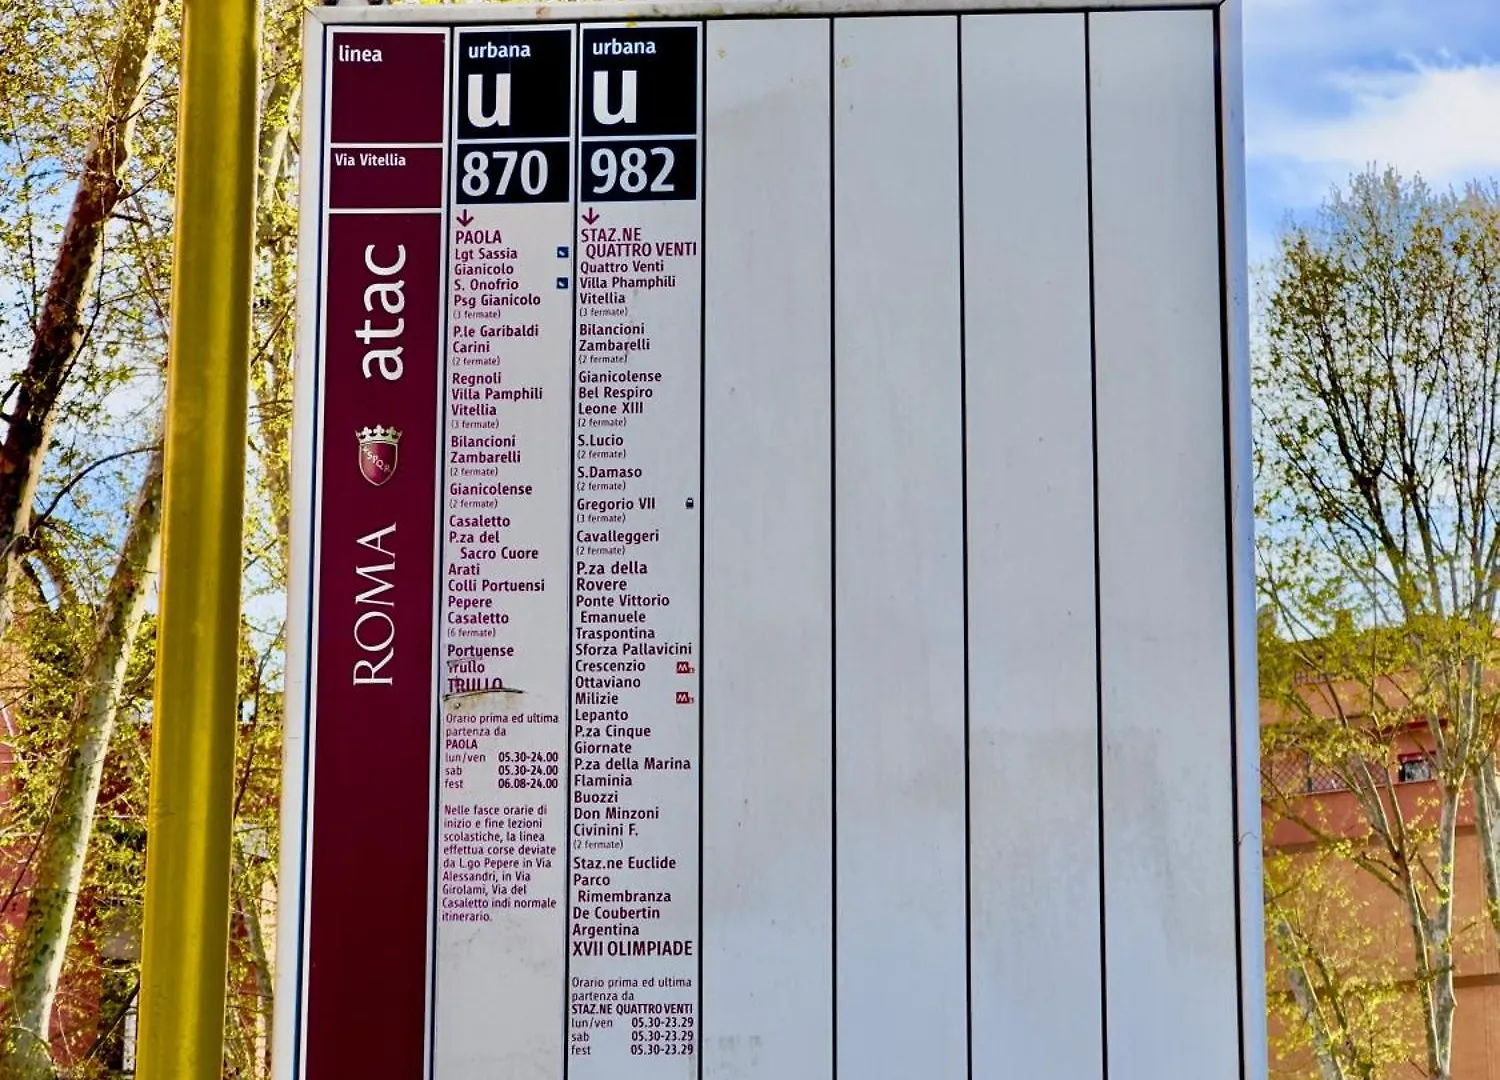 linea
Via Vitellia
atac
SPQR
ROMA
urbana
u
870
PAOLA
Lgt Sassia
Gianicolo
S. Onofrio
Psg Gianicolo
(3 fermate)
P.le Garibaldi
Carini
(2 fermate)
Regnoli
Villa Pamphili
Vitellia
(3 fermate)
Bilancioni
Zambarelli
(2 fermate)
Gianicolense
(2 fermate)
Casaletto
P.za del
Sacro Cuore
Arati
Colli Portuensi
Pepere
Casaletto
(6 fermate)
Portuense
Trullo
TRULLO
Orario prima ed ultima
partenza da
PAOLA
lun/ven 05.30-24.00
sab 05.30-24.00
fest 06.08-24.00
Nelle fasce orarie di
inizio e fine lezioni
scolastiche, la linea
effettua corse deviate
da L.go Pepere in Via
Alessandri, in Via
Girolami, Via del
Casaletto indi normale
itinerario.
urbana
u
982
STAZ.NE
QUATTRO VENTI
Quattro Venti
Villa Phamphili
Vitellia
(3 fermate)
Bilancioni
Zambarelli
(2 fermate)
Gianicolense
Bel Respiro
Leone XIII
(2 fermate)
S.Lucio
(2 fermate)
S.Damaso
(2 fermate)
Gregorio VII
(3 fermate)
Cavalleggeri
(2 fermate)
P.za della
Rovere
Ponte Vittorio
Emanuele
Traspontina
Sforza Pallavicini
Crescenzio M
Ottaviano
Milizie M
Lepanto
P.za Cinque
Giornate
P.za della Marina
Flaminia
Buozzi
Don Minzoni
Civinini F.
(2 fermate)
Staz.ne Euclide
Parco
Rimembranza
De Coubertin
Argentina
XVII OLIMPIADE
Orario prima ed ultima
partenza da
STAZ.NE QUATTRO VENTI
lun/ven 05.30-23.29
sab 05.30-23.29
fest 05.30-23.29